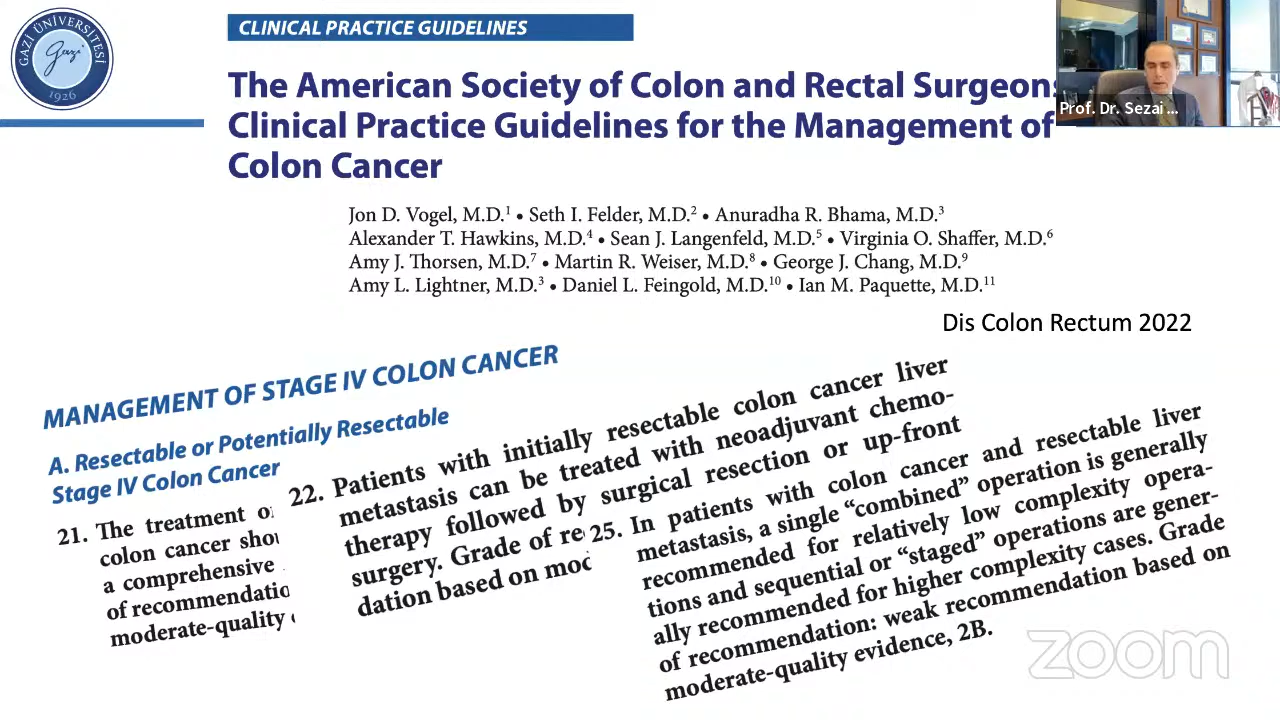 GAZİ ÜNİVERSİTESİ
Gazi
1926
CLINICAL PRACTICE GUIDELINES
The American Society of Colon and Rectal Surgeons
Clinical Practice Guidelines for the Management of
Colon Cancer
Prof. Dr. Sezai ...
Jon D. Vogel, M.D.1 • Seth I. Felder, M.D.2 • Anuradha R. Bhama, M.D.3
Alexander T. Hawkins, M.D.4 • Sean J. Langenfeld, M.D.5 • Virginia O. Shaffer, M.D.6
Amy J. Thorsen, M.D.7 • Martin R. Weiser, M.D.8 • George J. Chang, M.D.9
Amy L. Lightner, M.D.3 • Daniel L. Feingold, M.D.10 • Ian M. Paquette, M.D.11
Dis Colon Rectum 2022
MANAGEMENT OF STAGE IV COLON CANCER
A. Resectable or Potentially Resectable
Stage IV Colon Cancer
21. The treatment
colon cancer
a comprehensive
of
moderate-quality
22. Patients with initially resectable colon cancer liver
metastasis can be treated with neoadjuvant chemo-
therapy followed by surgical resection or up-front
surgery. Grade of
dation based on
25. In patients with colon cancer and resectable liver
metastasis, a single “combined” operation is generally
recommended for relatively low complexity opera-
tions and sequential or “staged” operations are gener-
ally recommended for higher complexity cases. Grade
of recommendation: weak recommendation based on
moderate-quality evidence, 2B.
zoom